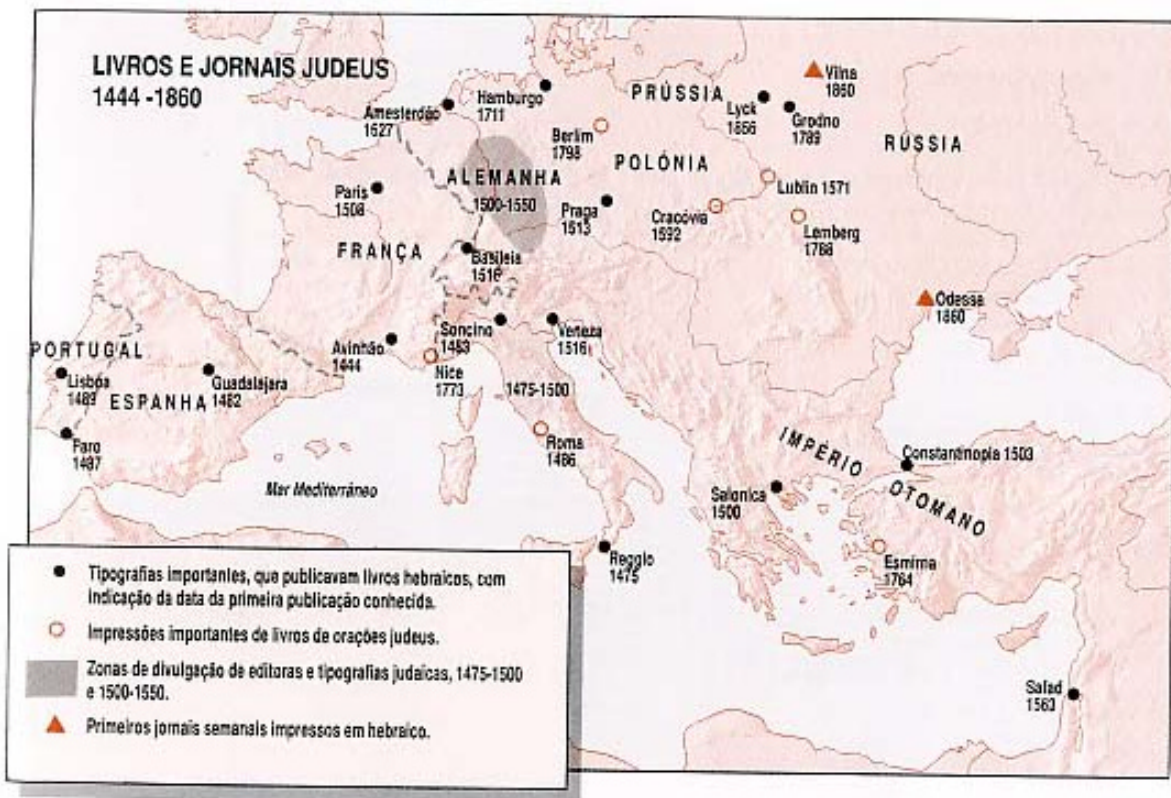 LIVROS E JORNAIS JUDEUS
1444 -1860
Amesterdão
1627
Hamburgo
1711
PRÚSSIA
Vilna
1860
Lyck
1856
Grodno
1789
RÚSSIA
Berlim
1798
POLÓNIA
Paris
1508
ALEMANHA
1500-1550
Praga
1513
Lublin 1571
Cracóvia
1592
Lemberg
1788
FRANÇA
Basileia
1516
Odessa
1860
PORTUGAL
Lisboa
1489
ESPANHA
Guadalajara
1482
Avinhão
1444
Soncino
1483
Veneza
1516
Nice
1773
1475-1500
Faro
1487
Roma
1486
Mar Mediterrâneo
IMPÉRIO
OTOMANO
Constantinopla 1503
Salonica
1500
Reggio
1475
Esmirna
1764
Safad
1563
Tipografias importantes, que publicavam livros hebraicos, com
indicação da data da primeira publicação conhecida.
Impressões importantes de livros de orações judeus.
Zonas de divulgação de editoras e tipografias judaicas, 1475-1500
e 1500-1550.
Primeiros jornais semanais impressos em hebraico.